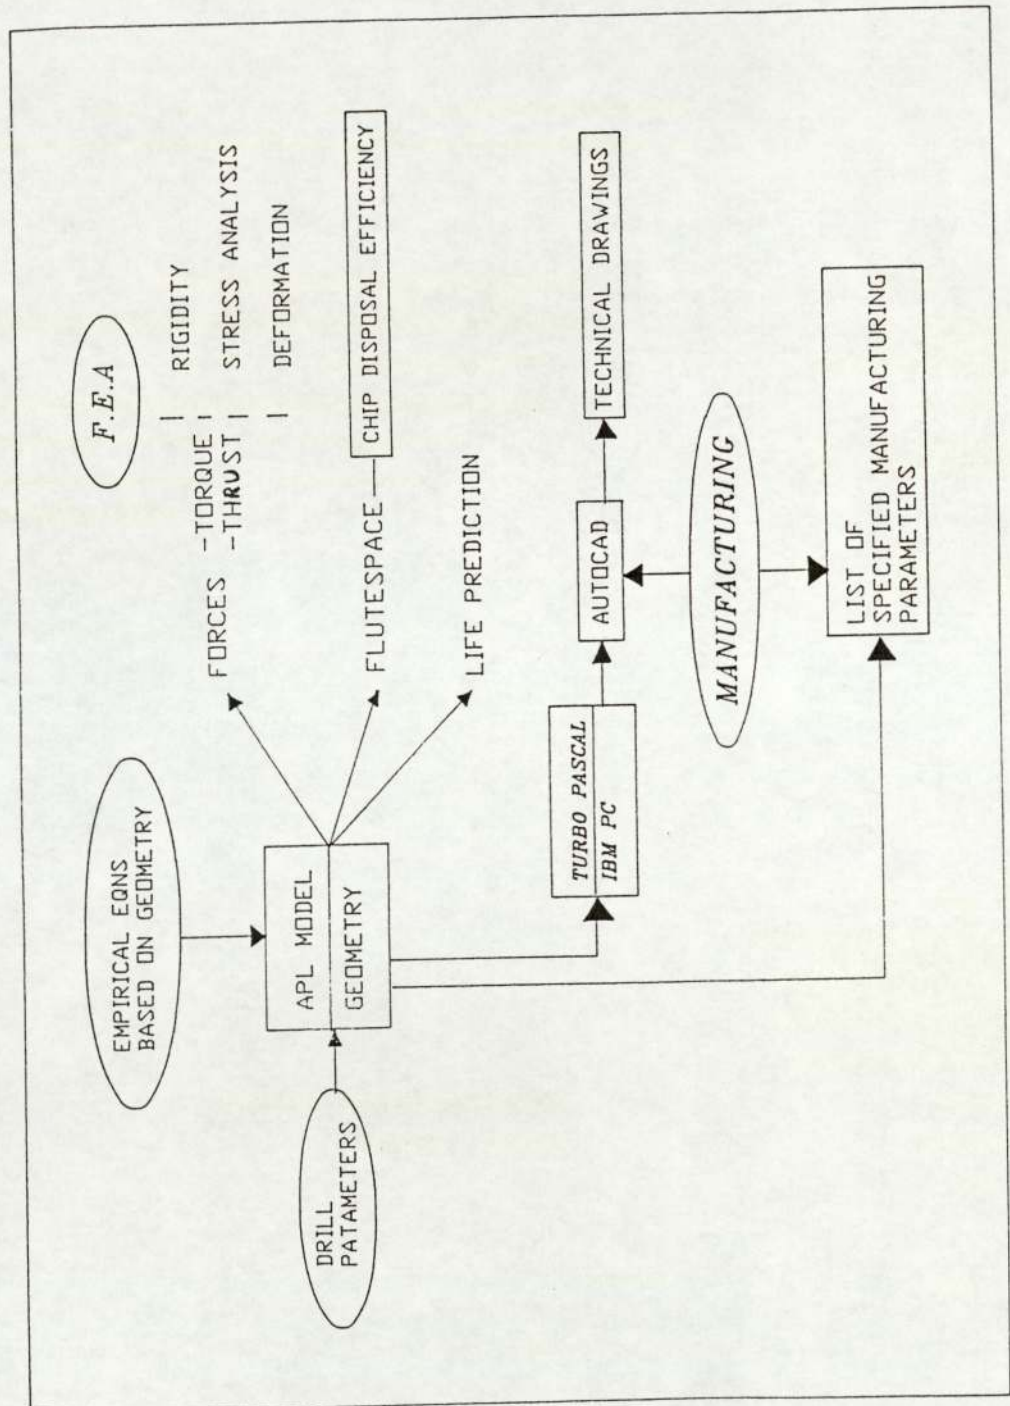 EMPIRICAL EQNS
BASED ON GEOMETRY
F.E.A
DRILL
PATAMETERS
APL MODEL
GEOMETRY
FORCES -TORQUE
-THRUST
RIGIDITY
STRESS ANALYSIS
DEFORMATION
FLUTESPACE
CHIP DISPOSAL EFFICIENCY
LIFE PREDICTION
TURBO PASCAL
IBM PC
AUTOCAD
TECHNICAL DRAWINGS
MANUFACTURING
LIST OF
SPECIFIED MANUFACTURING
PARAMETERS